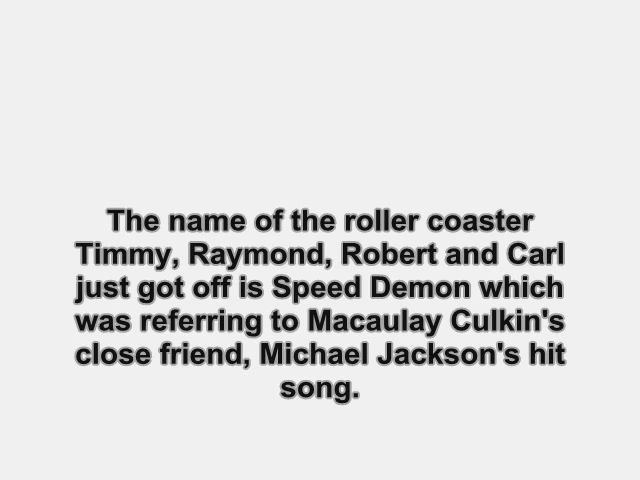 The name of the roller coaster
Timmy, Raymond, Robert and Carl
just got off is Speed Demon which
was referring to Macaulay Culkin's
close friend, Michael Jackson's hit
song.